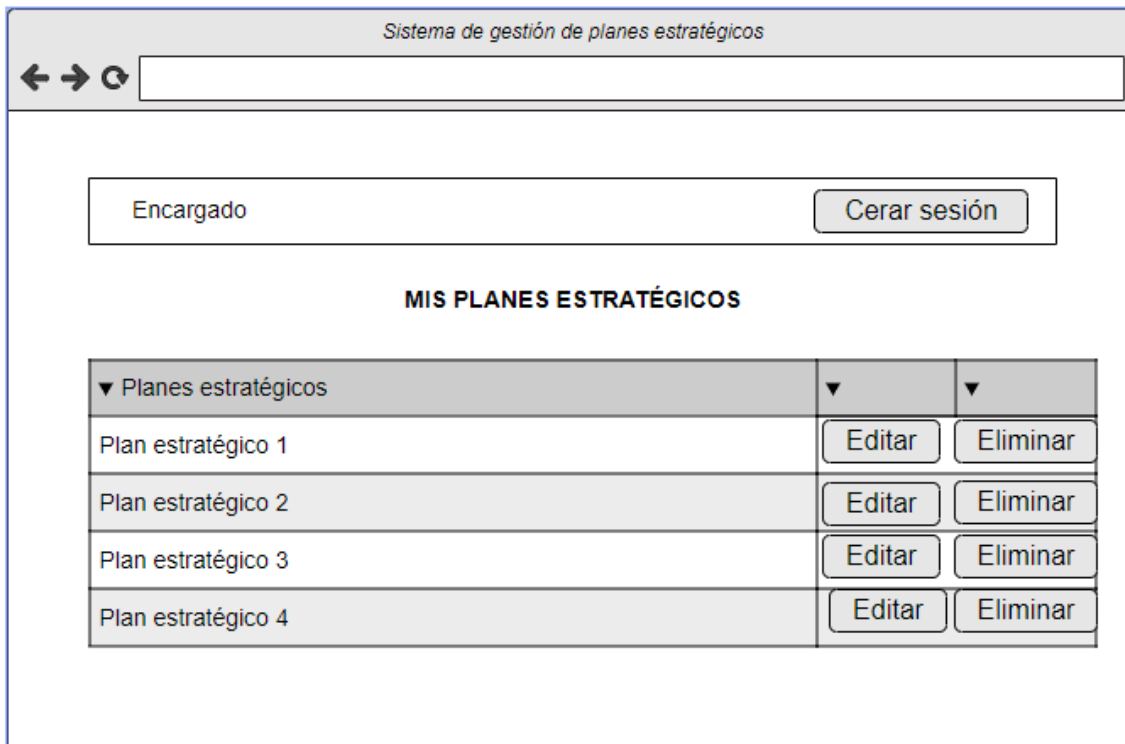 Sistema de gestión de planes estratégicos
Encargado Cerar sesión
MIS PLANES ESTRATÉGICOS
▼ Planes estratégicos ▼ ▼
Plan estratégico 1 Editar Eliminar
Plan estratégico 2 Editar Eliminar
Plan estratégico 3 Editar Eliminar
Plan estratégico 4 Editar Eliminar